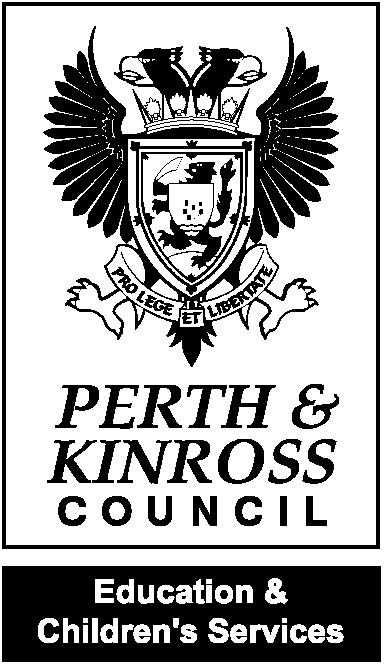 PRO LEGE ET LIBERTATE
PERTH &
KINROSS
COUNCIL
Education &
Children's Services